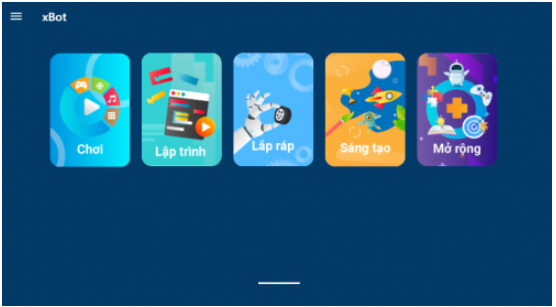 xBot
Chơi
Lập trình
Lắp ráp
Sáng tạo
Mở rộng